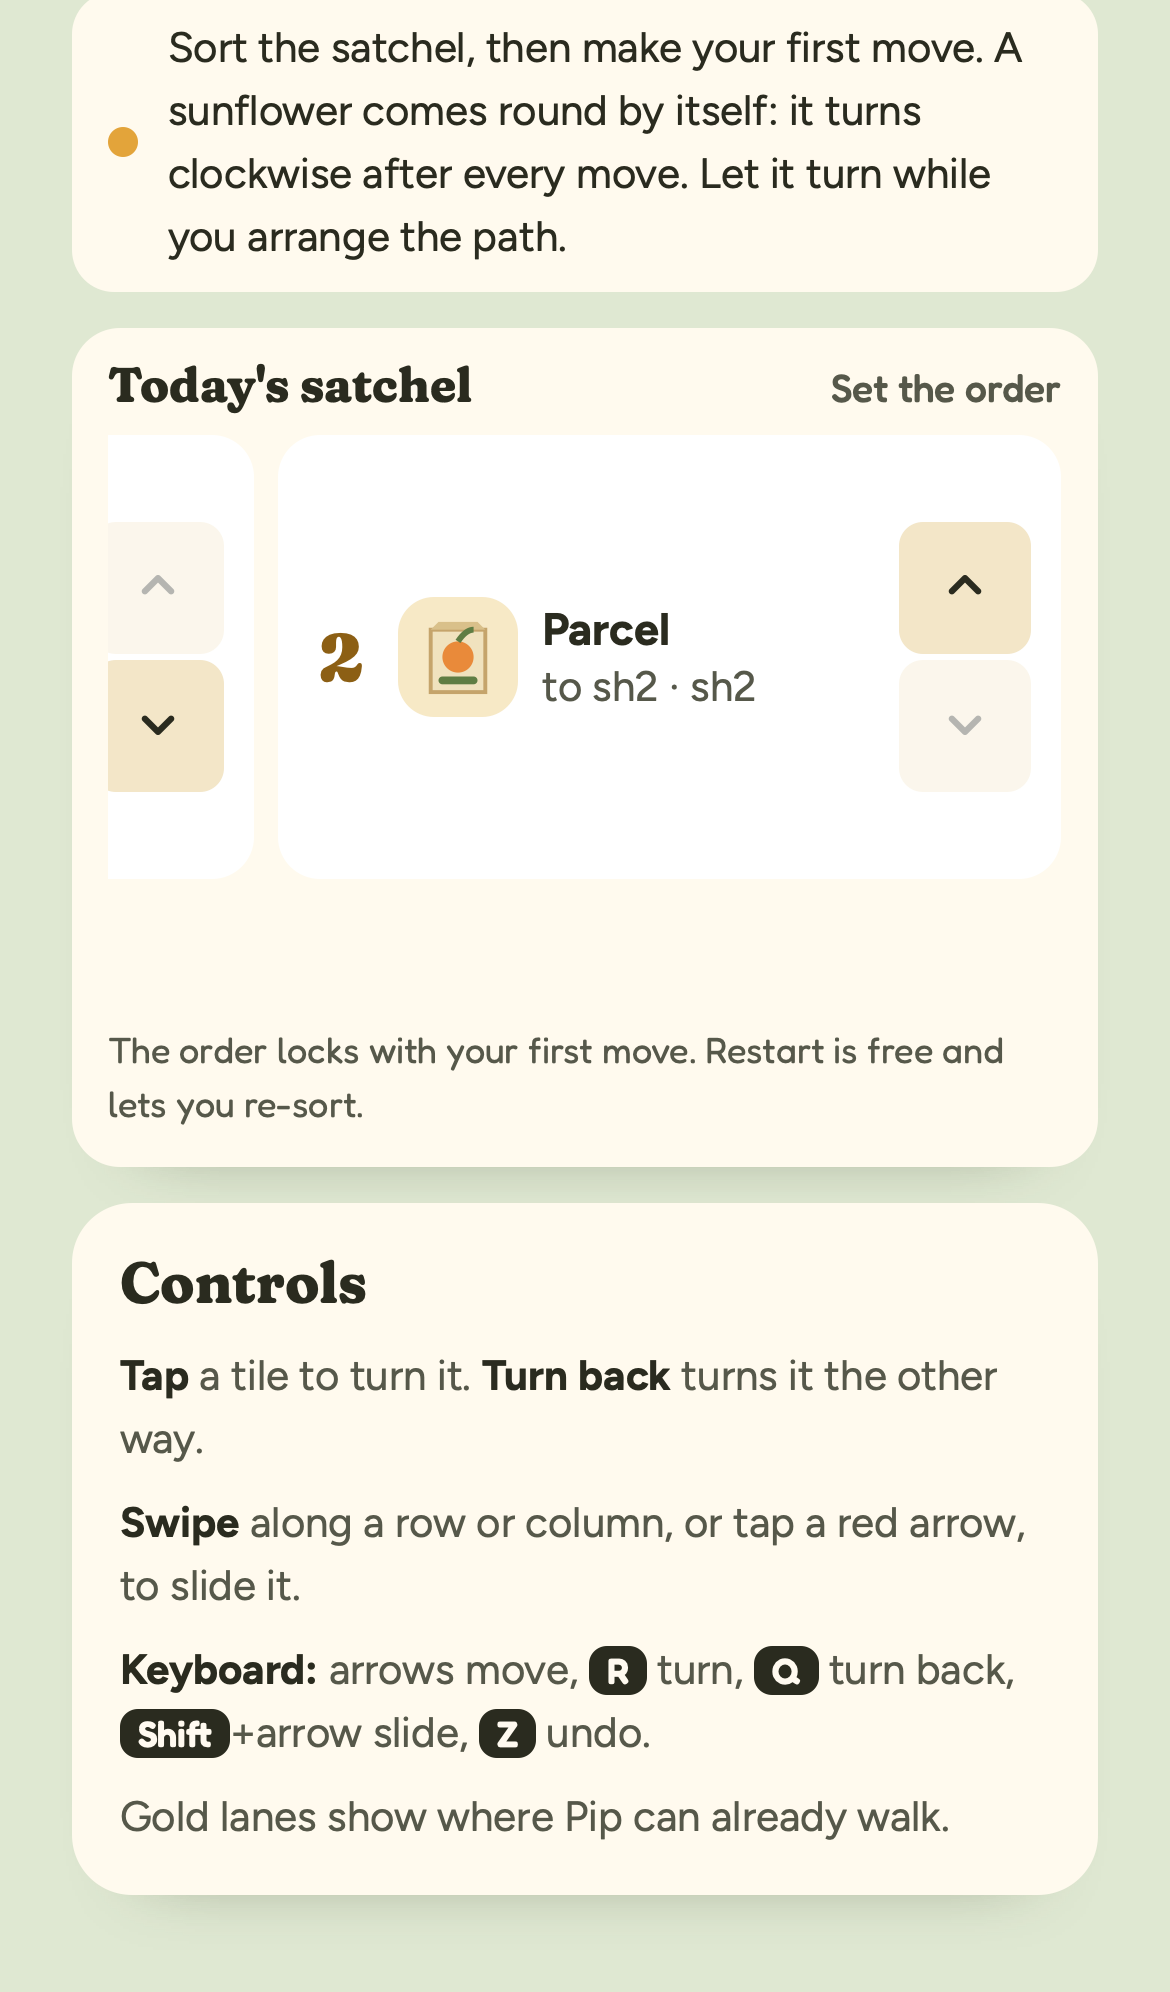 Sort the satchel, then make your first move. A
sunflower comes round by itself: it turns
clockwise after every move. Let it turn while
you arrange the path.
Today's satchel
Set the order
2
Parcel
to sh2 · sh2
The order locks with your first move. Restart is free and
lets you re-sort.
Controls
Tap a tile to turn it. Turn back turns it the other
way.
Swipe along a row or column, or tap a red arrow,
to slide it.
Keyboard: arrows move, R turn, Q turn back,
Shift+arrow slide, Z undo.
Gold lanes show where Pip can already walk.